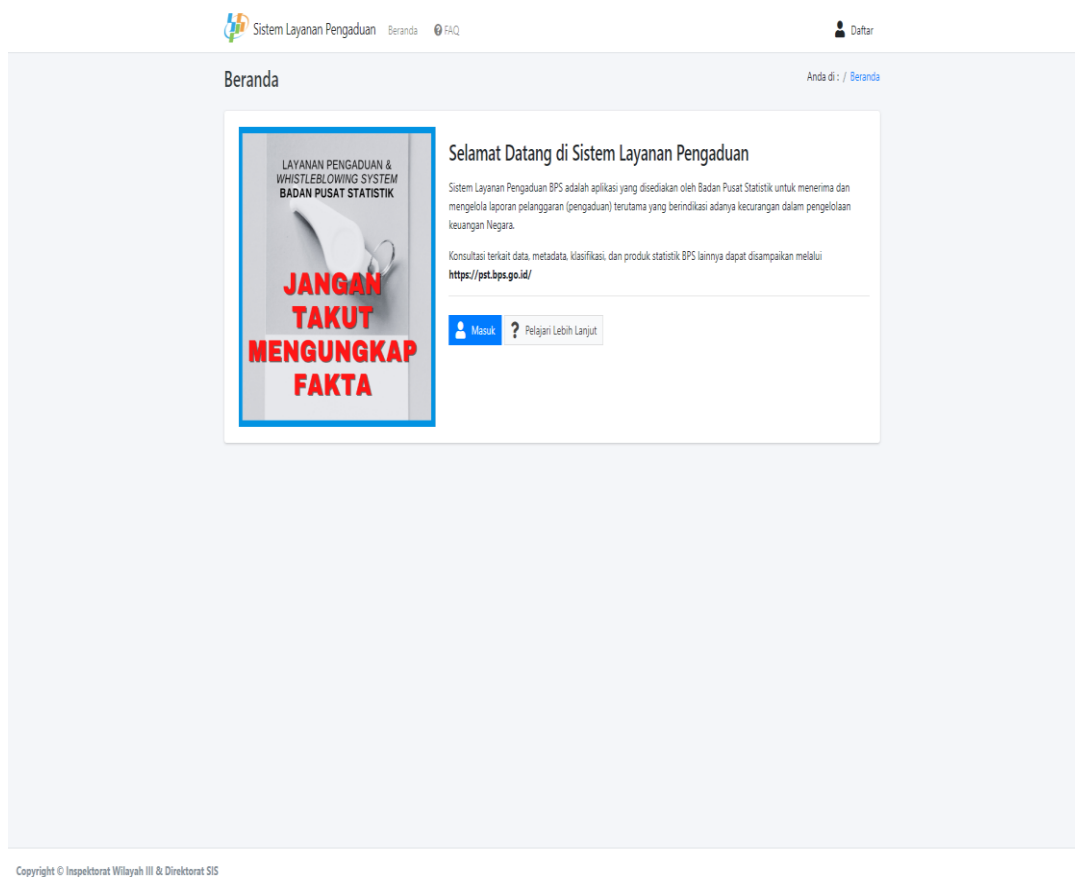 Sistem Layanan Pengaduan Beranda FAQ Daftar
Beranda
Anda di : / Beranda
LAYANAN PENGADUAN &
WHISTLEBLOWING SYSTEM
BADAN PUSAT STATISTIK
JANGAN
TAKUT
MENGUNGKAP
FAKTA
Selamat Datang di Sistem Layanan Pengaduan
Sistem Layanan Pengaduan BPS adalah aplikasi yang disediakan oleh Badan Pusat Statistik untuk menerima dan
mengelola laporan pelanggaran (pengaduan) terutama yang berindikasi adanya kecurangan dalam pengelolaan
keuangan Negara.
Konsultasi terkait data, metadata, klasifikasi, dan produk statistik BPS lainnya dapat disampaikan melalui
https://pst.bps.go.id/
Masuk ? Pelajari Lebih Lanjut
Copyright © Inspektorat Wilayah III & Direktorat SIS